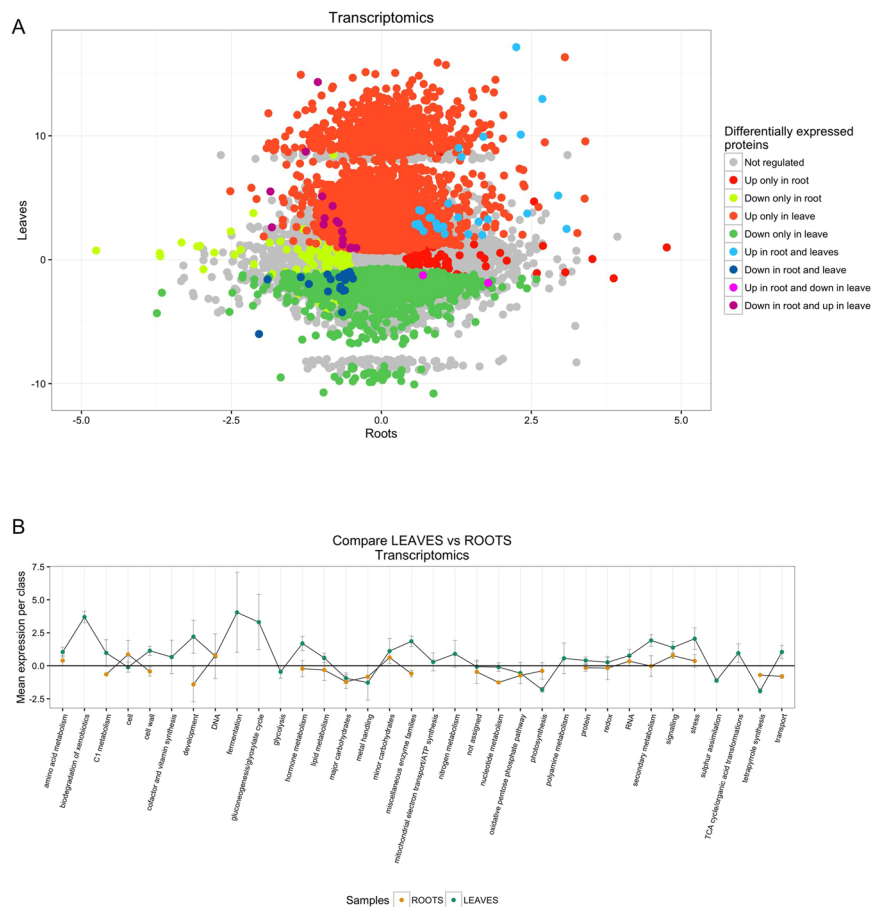 A
Transcriptomics
Leaves
10
0
-10
-5.0
-2.5
0.0
2.5
5.0
Roots
Differentially expressed
proteins
Not regulated
Up only in root
Down only in root
Up only in leave
Down only in leave
Up in root and leaves
Down in root and leave
Up in root and down in leave
Down in root and up in leave
B
Compare LEAVES vs ROOTS
Transcriptomics
Mean expression per class
7.5
5.0
2.5
0.0
-2.5
amino acid metabolism
biodegradation of xenobiotics
C1 metabolism
cell
cell wall
cofactor and vitamin synthesis
development
DNA
fermentation
gluconeogenesis/glyoxylate cycle
glycolysis
hormone metabolism
lipid metabolism
major carbohydrates
metal handling
minor carbohydrates
miscellaneous enzyme families
mitochondrial electron transport/ATP synthesis
nitrogen metabolism
not assigned
nucleotide metabolism
oxidative pentose phosphate pathway
photosynthesis
polyamine metabolism
protein
redox
RNA
secondary metabolism
signalling
stress
sulphur assimilation
TCA cycle/organic acid transformations
tetrapyrrole synthesis
transport
Samples ROOTS LEAVES